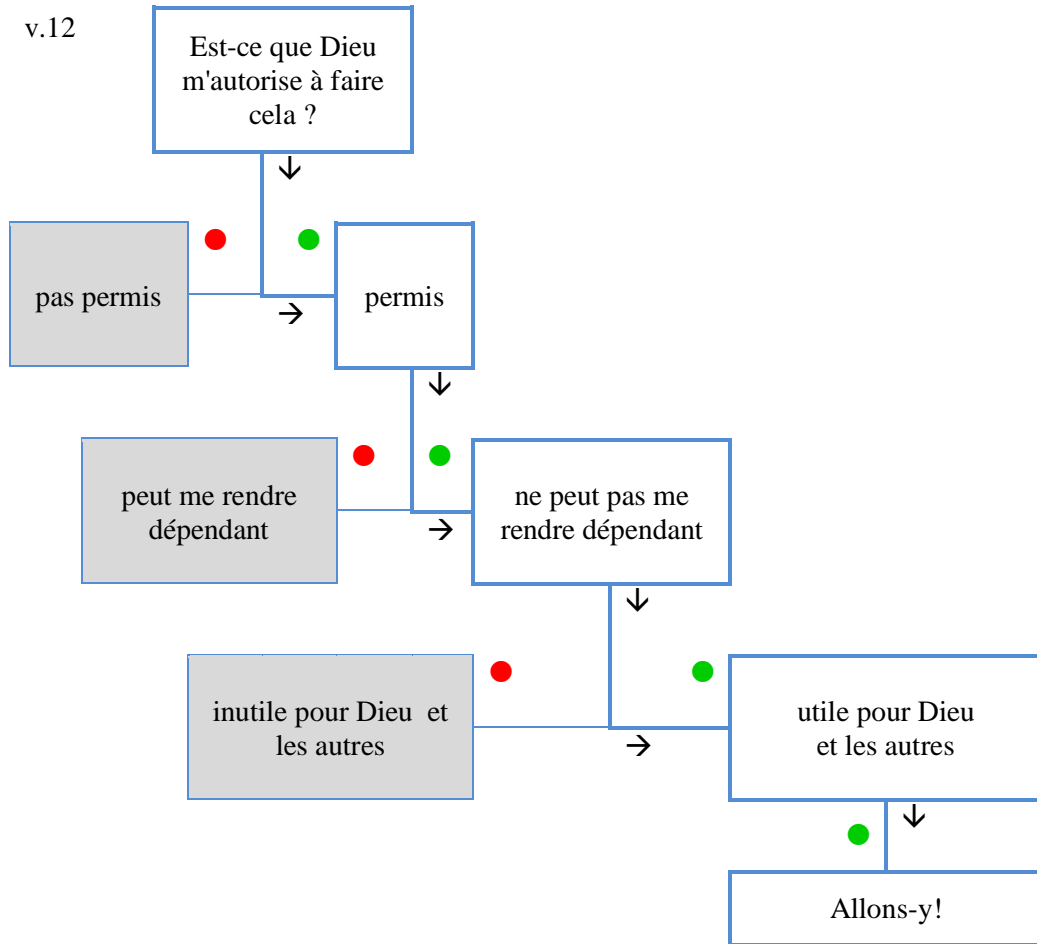 v.12
Est-ce que Dieu
m'autorise à faire
cela ?
pas permis
permis
peut me rendre
dépendant
ne peut pas me
rendre dépendant
inutile pour Dieu  et
les autres
utile pour Dieu
et les autres
Allons-y!